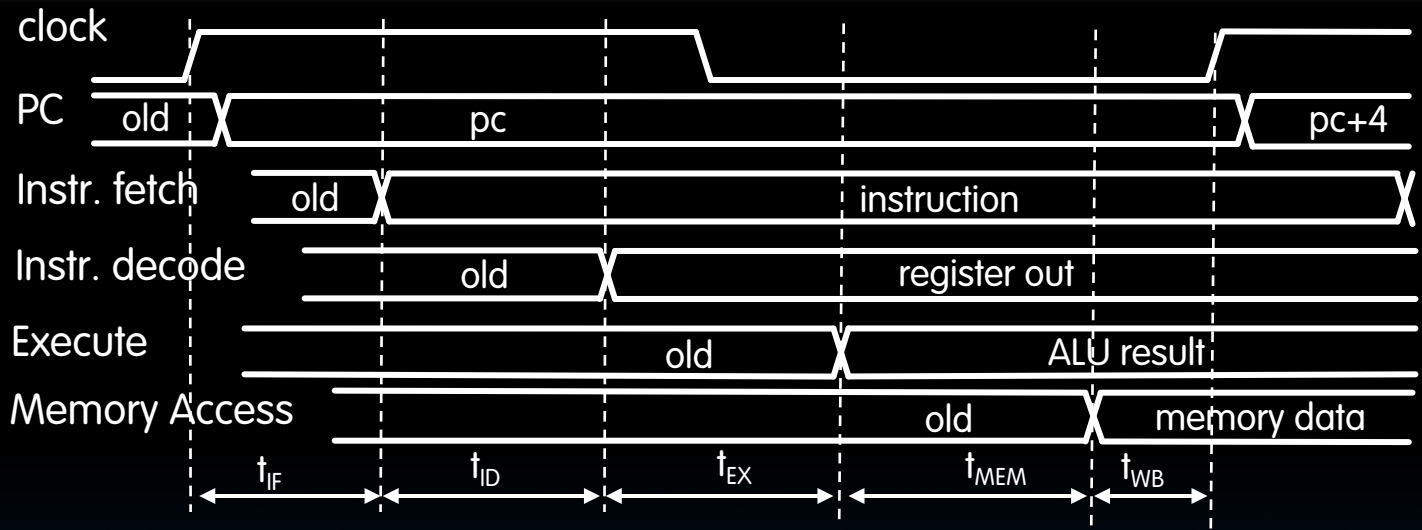 clock
PC old pc pc+4
Instr. fetch old instruction
Instr. decode old register out
Execute old ALU result
Memory Access old memory data
tIF tID tEX tMEM tWB